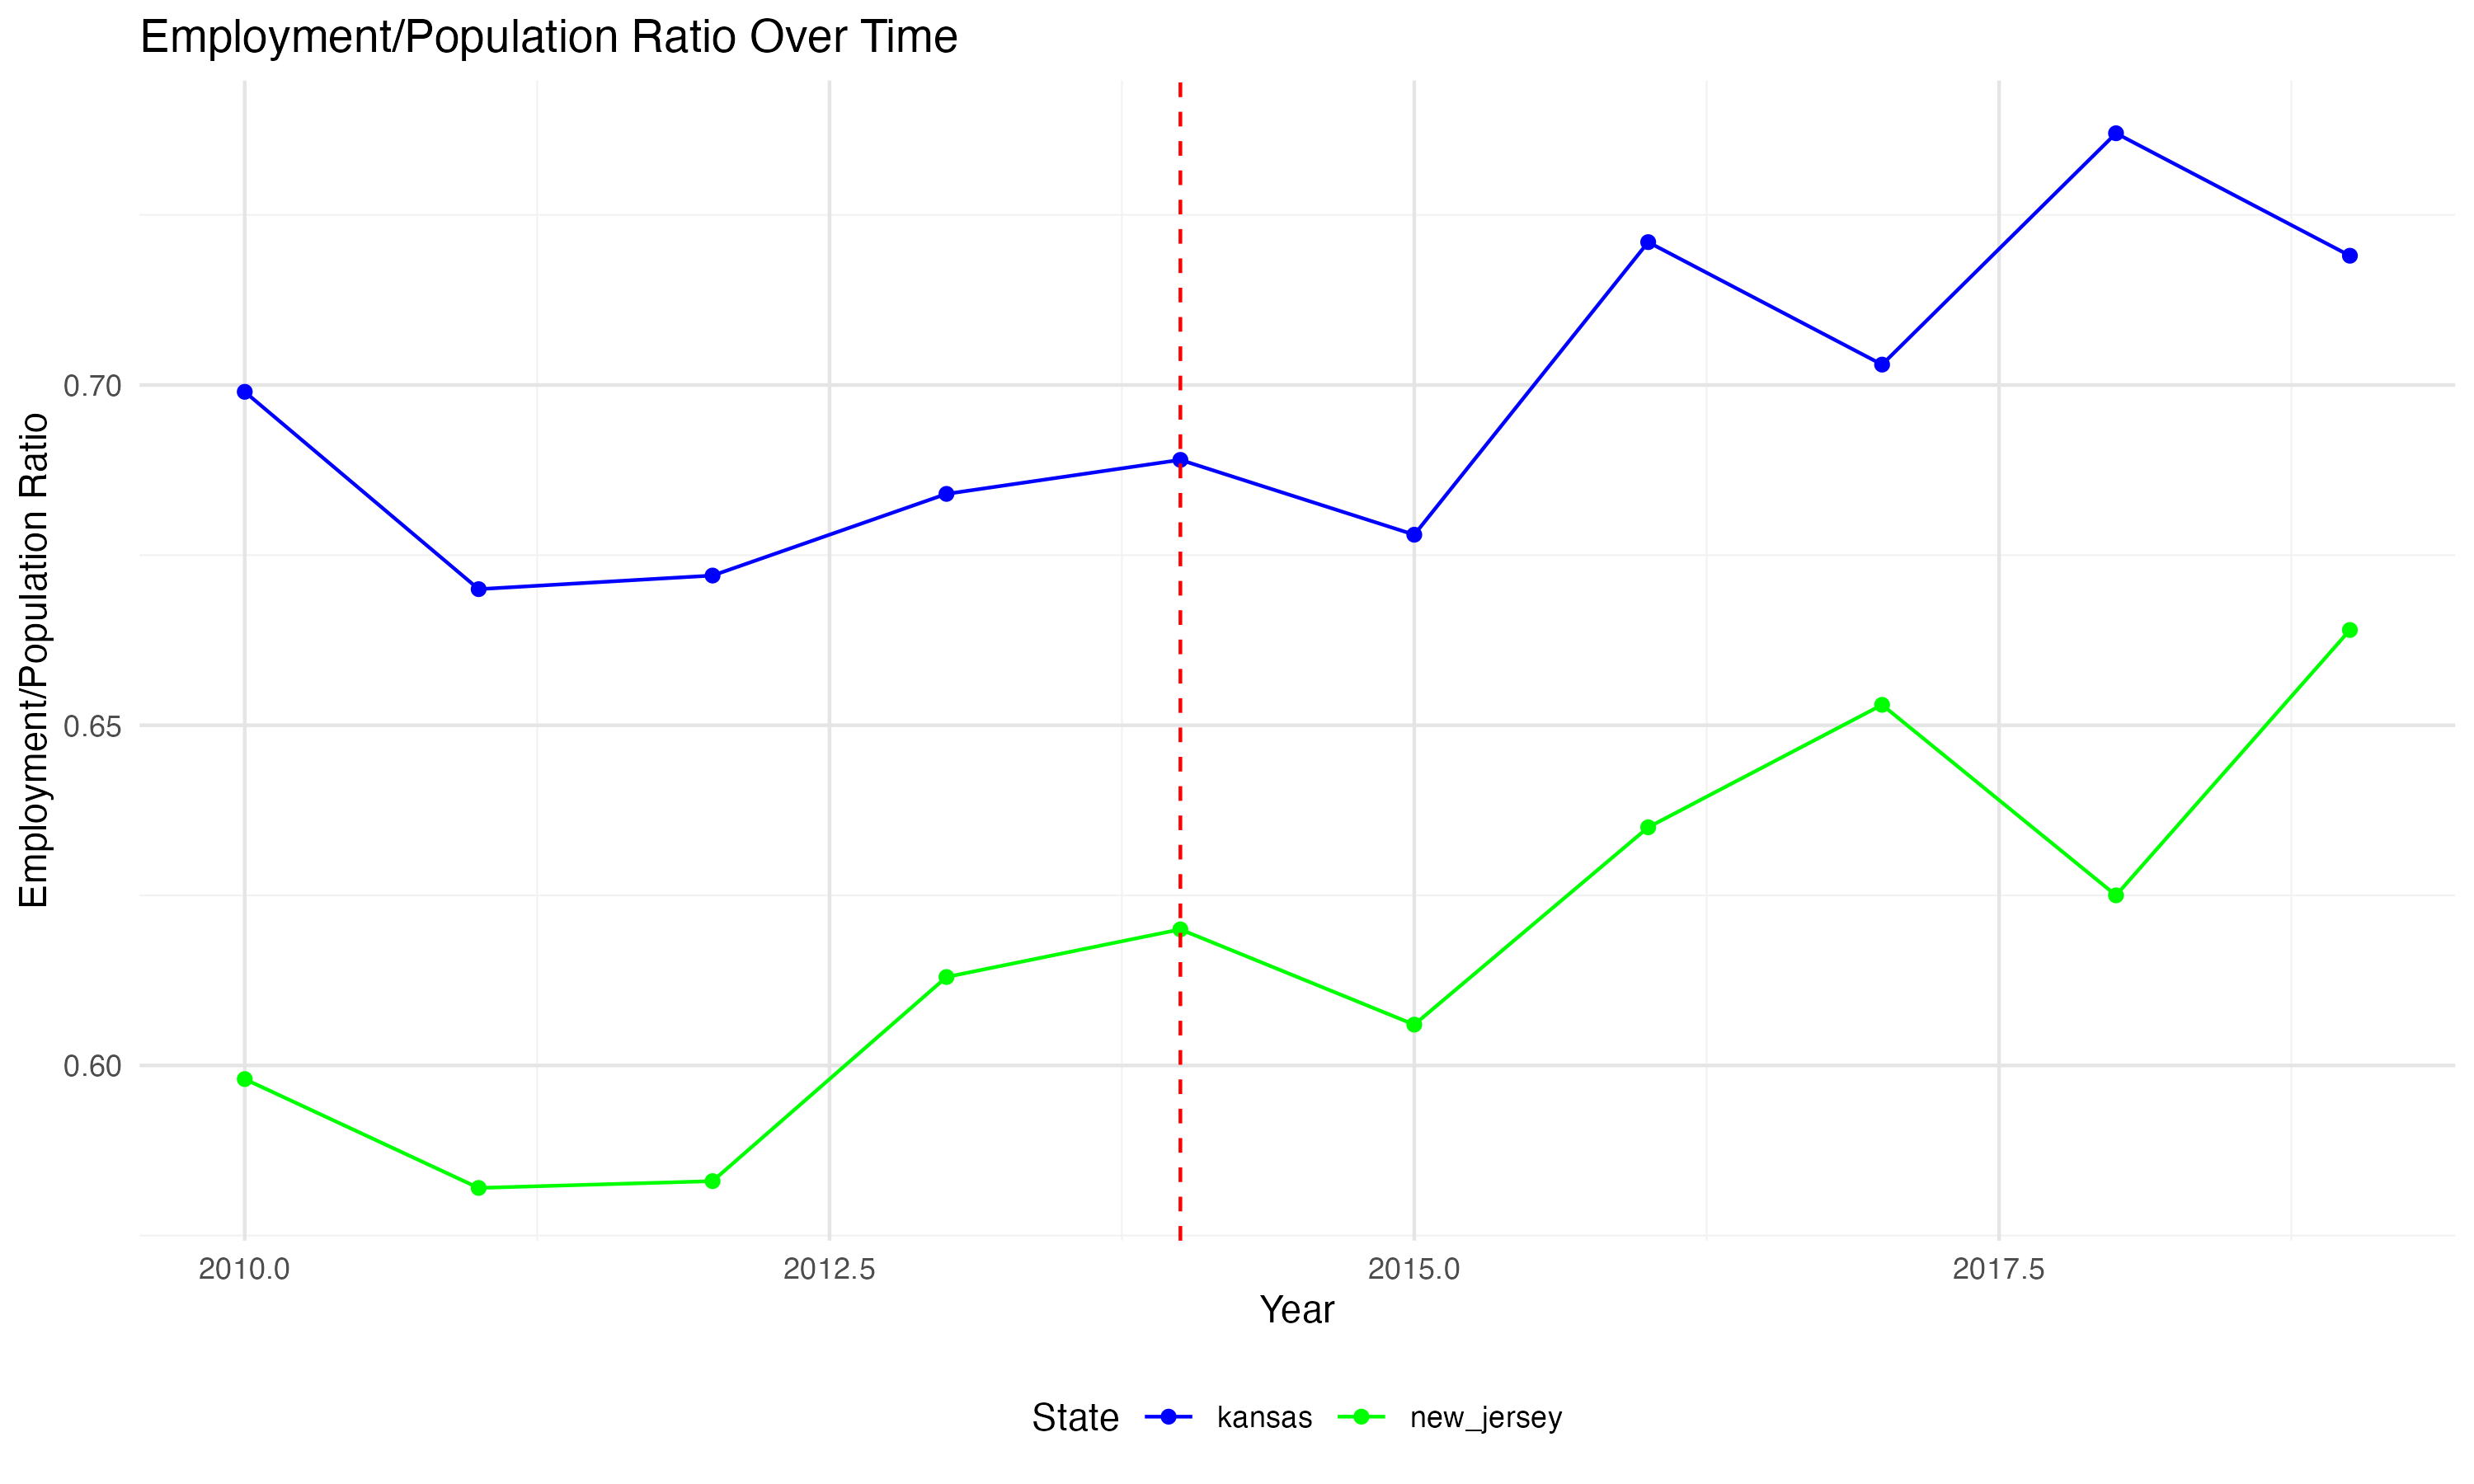 Employment/Population Ratio Over Time
Employment/Population Ratio
0.70
0.65
0.60
2010.0 2012.5 2015.0 2017.5
Year
State kansas new_jersey